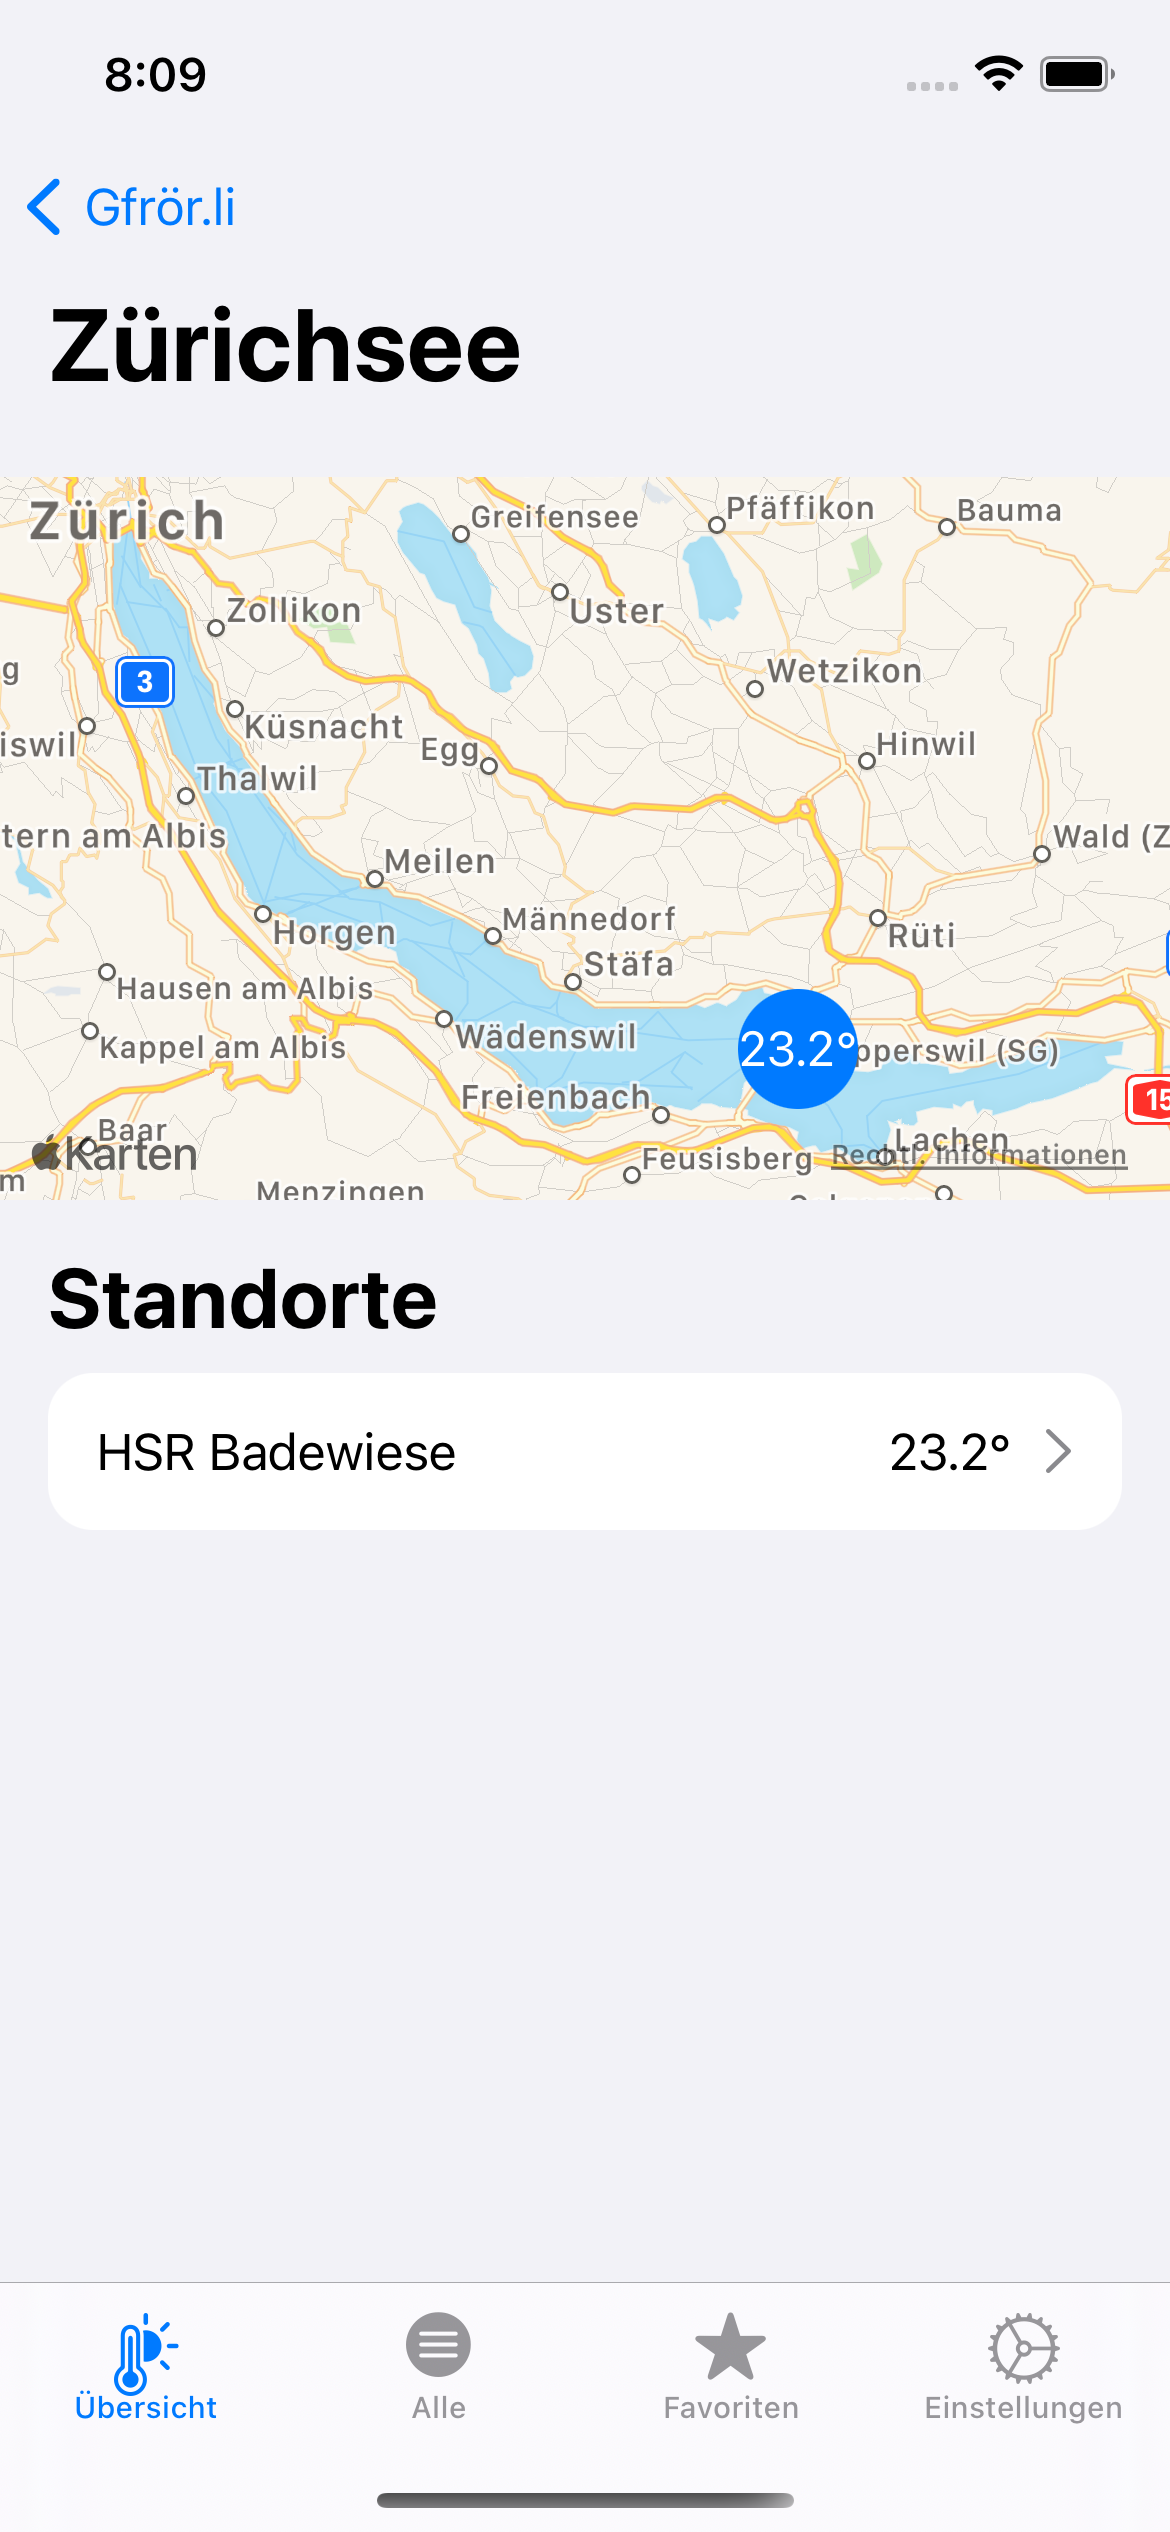 8:09
Gfrör.li
Zürichsee
Zürich
Greifensee
Pfäffikon
Bauma
Zollikon
Uster
g
Wetzikon
3
Küsnacht
iswil
Egg
Hinwil
Thalwil
tern am Albis
Wald (Z
Meilen
Männedorf
Horgen
Rüti
Stäfa
Hausen am Albis
Wädenswil
23.2°
pperswil (SG)
Kappel am Albis
Freienbach
15
Baar
Lachen
Karten
Feusisberg
Rechtl. Informationen
m
Menzingen
Standorte
HSR Badewiese 23.2°
Übersicht
Alle
Favoriten
Einstellungen